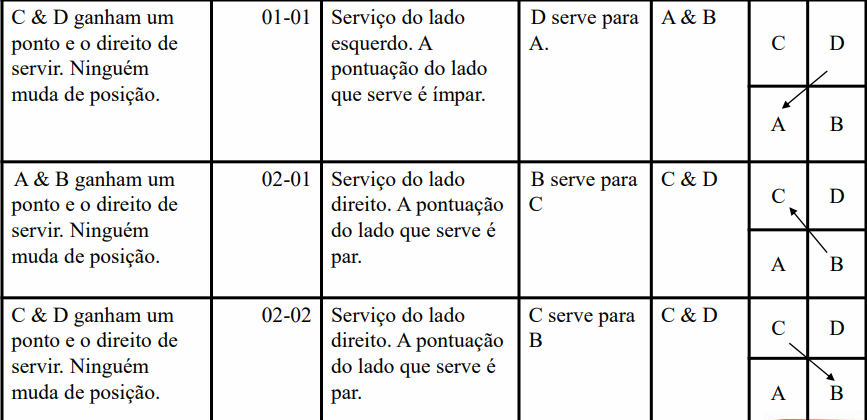 C & D ganham um
ponto e o direito de
servir. Ninguém
muda de posição.
01-01
Serviço do lado
esquerdo. A
pontuação do lado
que serve é ímpar.
D serve para
A.
A & B
C D
A B
A & B ganham um
ponto e o direito de
servir. Ninguém
muda de posição.
02-01
Serviço do lado
direito. A pontuação
do lado que serve é
par.
B serve para
C
C & D
C D
A B
C & D ganham um
ponto e o direito de
servir. Ninguém
muda de posição.
02-02
Serviço do lado
direito. A pontuação
do lado que serve é
par.
C serve para
B
C & D
C D
A B